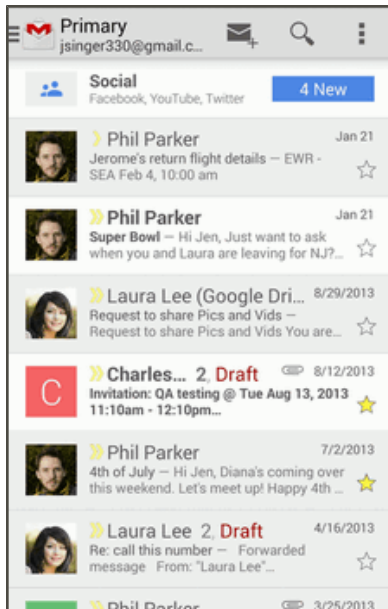 Primary
jsinger330@gmail.c...
Social
Facebook, YouTube, Twitter
4 New
Phil Parker
Jan 21
Jerome's return flight details — EWR -
SEA Feb 4, 10:00 am
Phil Parker
Jan 21
Super Bowl — Hi Jen, Just want to ask
when you and Laura are leaving for NJ?...
Laura Lee (Google Dri...
8/29/2013
Request to share Pics and Vids —
Request to share Pics and Vids You are...
C
Charles... 2, Draft
8/12/2013
Invitation: QA testing @ Tue Aug 13, 2013
11:10am - 12:10pm...
Phil Parker
7/2/2013
4th of July — Hi Jen, Diana's coming over
this weekend. Let's meet up! Happy 4th ...
Laura Lee 2, Draft
4/16/2013
Re: call this number — Forwarded
message From: "Laura Lee"...
Phil Parker
3/25/2013